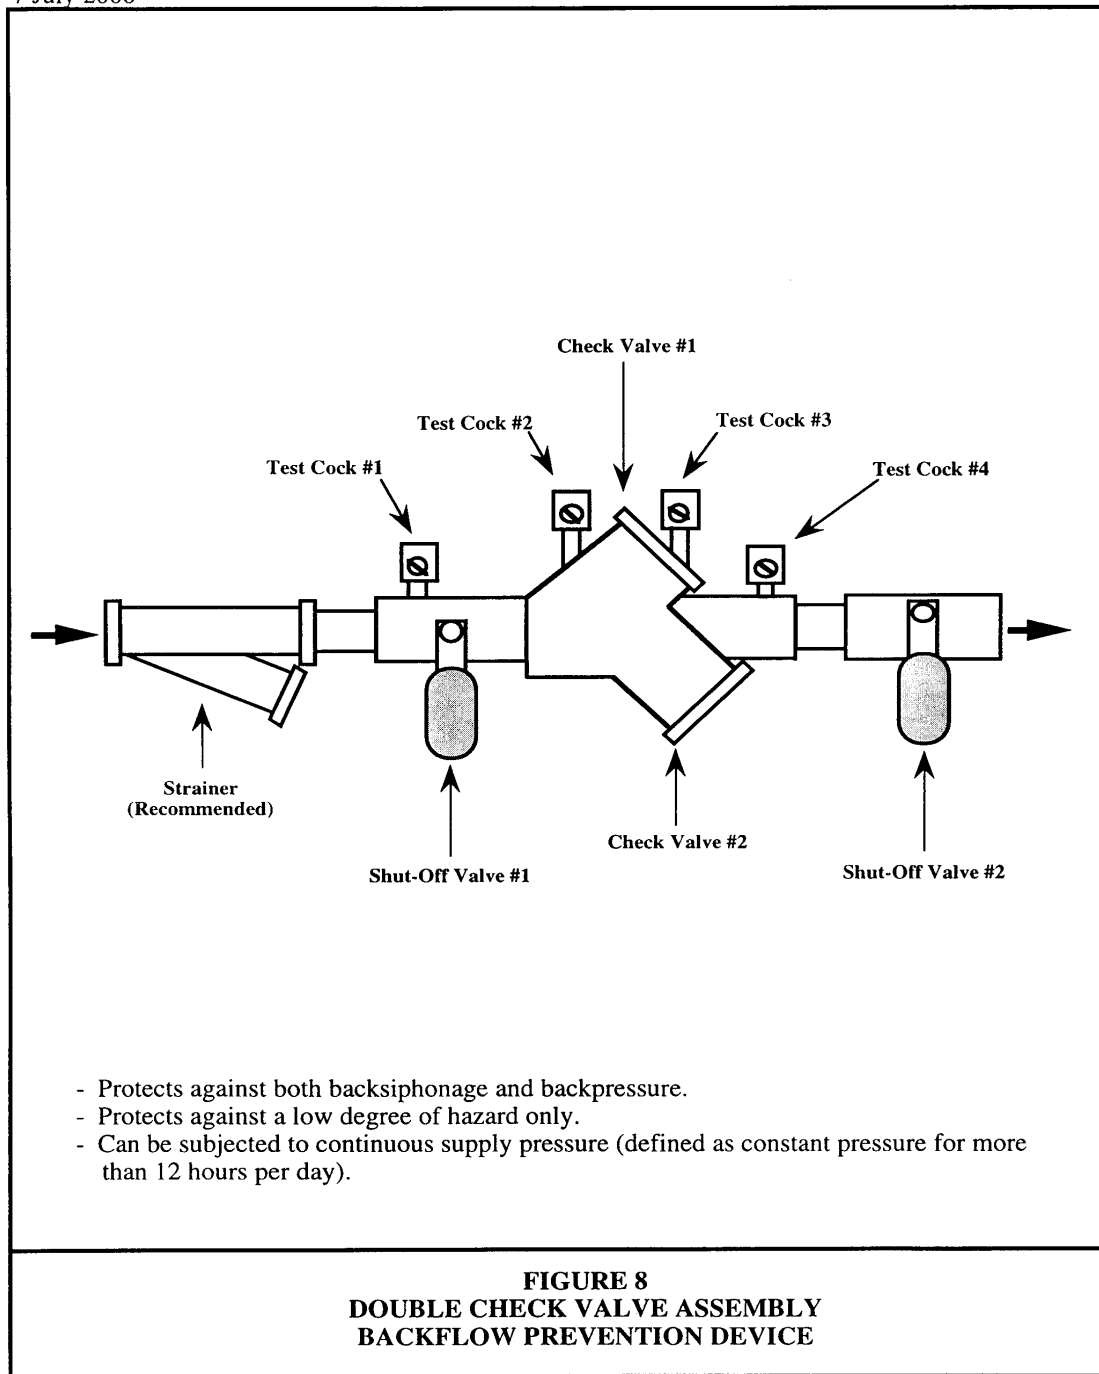 Check Valve #1
Test Cock #2
Test Cock #3
Test Cock #1
Test Cock #4
Strainer
(Recommended)
Check Valve #2
Shut-Off Valve #1
Shut-Off Valve #2
- Protects against both backsiphonage and backpressure.
- Protects against a low degree of hazard only.
- Can be subjected to continuous supply pressure (defined as constant pressure for more
than 12 hours per day).
FIGURE 8
DOUBLE CHECK VALVE ASSEMBLY
BACKFLOW PREVENTION DEVICE